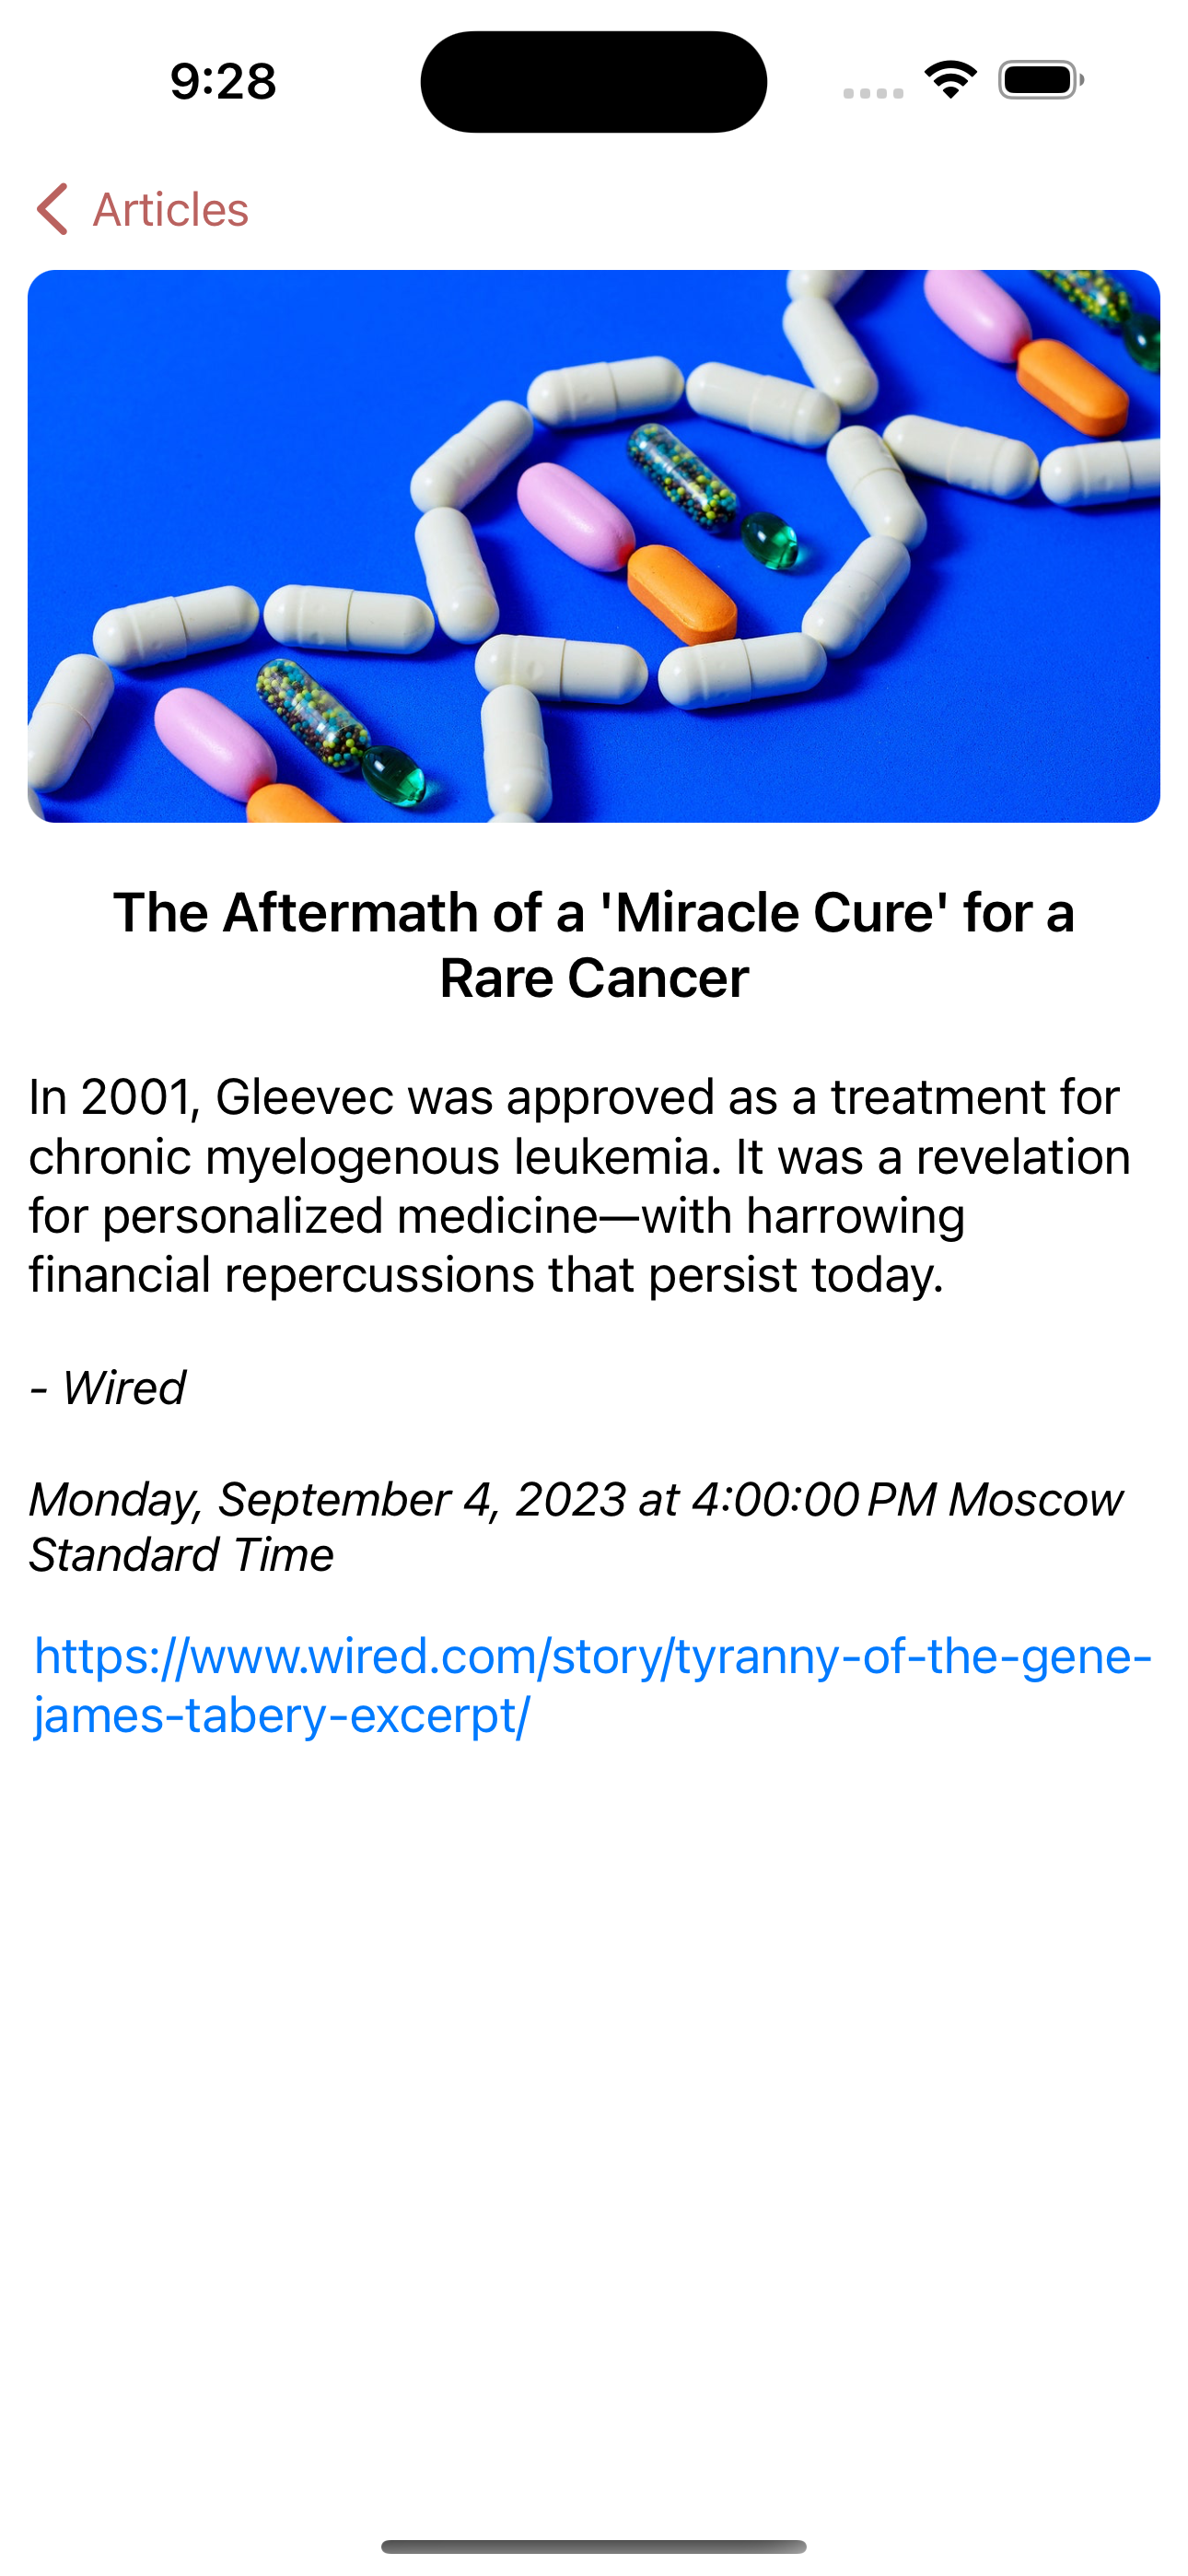 9:28
Articles
The Aftermath of a 'Miracle Cure' for a
Rare Cancer
In 2001, Gleevec was approved as a treatment for
chronic myelogenous leukemia. It was a revelation
for personalized medicine—with harrowing
financial repercussions that persist today.
- Wired
Monday, September 4, 2023 at 4:00:00 PM Moscow
Standard Time
https://www.wired.com/story/tyranny-of-the-gene-
james-tabery-excerpt/